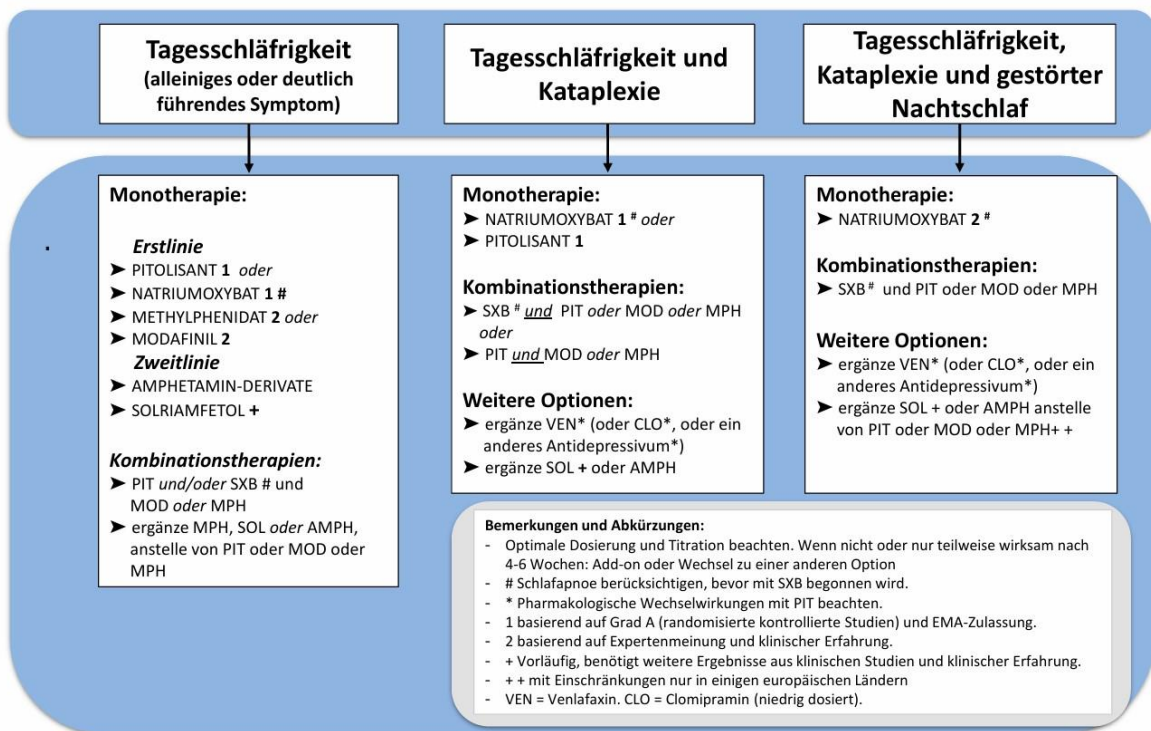 Tagesschläfrigkeit
(alleiniges oder deutlich
führendes Symptom)
Tagesschläfrigkeit und
Kataplexie
Tagesschläfrigkeit,
Kataplexie und gestörter
Nachtschlaf
Monotherapie:
Erstlinie
➤ PITOLISANT 1 oder
➤ NATRIUMOXYBAT 1 #
➤ METHYLPHENIDAT 2 oder
➤ MODAFINIL 2
Zweitlinie
➤ AMPHETAMIN-DERIVATE
➤ SOLRIAMFETOL +
Kombinationstherapien:
➤ PIT und/oder SXB # und
MOD oder MPH
➤ ergänze MPH, SOL oder AMPH,
anstelle von PIT oder MOD oder
MPH
Monotherapie:
➤ NATRIUMOXYBAT 1 # oder
➤ PITOLISANT 1
Kombinationstherapien:
➤ SXB # und PIT oder MOD oder MPH
oder
➤ PIT und MOD oder MPH
Weitere Optionen:
➤ ergänze VEN* (oder CLO*, oder ein
anderes Antidepressivum*)
➤ ergänze SOL + oder AMPH
Monotherapie:
➤ NATRIUMOXYBAT 2 #
Kombinationstherapien:
➤ SXB # und PIT oder MOD oder MPH
Weitere Optionen:
➤ ergänze VEN* (oder CLO*, oder ein
anderes Antidepressivum*)
➤ ergänze SOL + oder AMPH anstelle
von PIT oder MOD oder MPH+ +
Bemerkungen und Abkürzungen:
- Optimale Dosierung und Titration beachten. Wenn nicht oder nur teilweise wirksam nach
4-6 Wochen: Add-on oder Wechsel zu einer anderen Option
- # Schlafapnoe berücksichtigen, bevor mit SXB begonnen wird.
- * Pharmakologische Wechselwirkungen mit PIT beachten.
- 1 basierend auf Grad A (randomisierte kontrollierte Studien) und EMA-Zulassung.
- 2 basierend auf Expertenmeinung und klinischer Erfahrung.
- + Vorläufig, benötigt weitere Ergebnisse aus klinischen Studien und klinischer Erfahrung.
- + + mit Einschränkungen nur in einigen europäischen Ländern
- VEN = Venlafaxin. CLO = Clomipramin (niedrig dosiert).